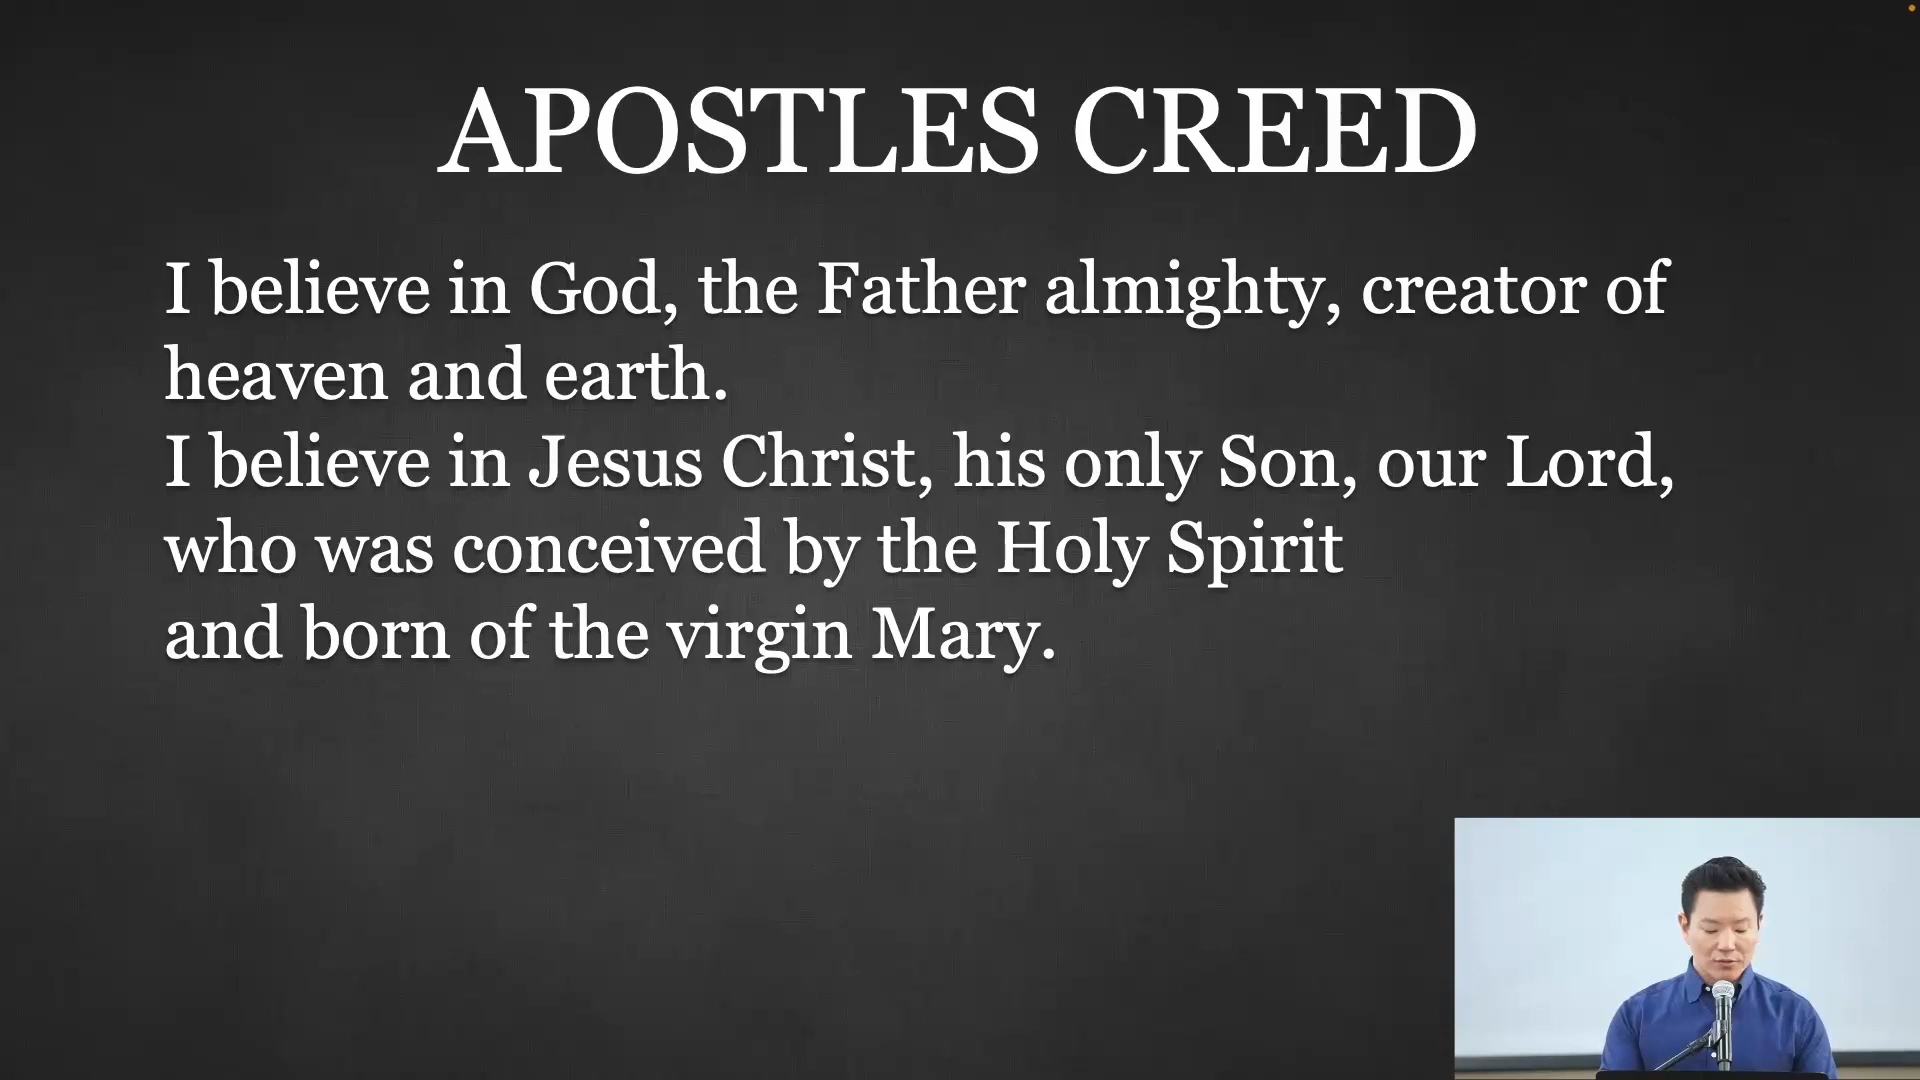 APOSTLES CREED
I believe in God, the Father almighty, creator of
heaven and earth.
I believe in Jesus Christ, his only Son, our Lord,
who was conceived by the Holy Spirit
and born of the virgin Mary.